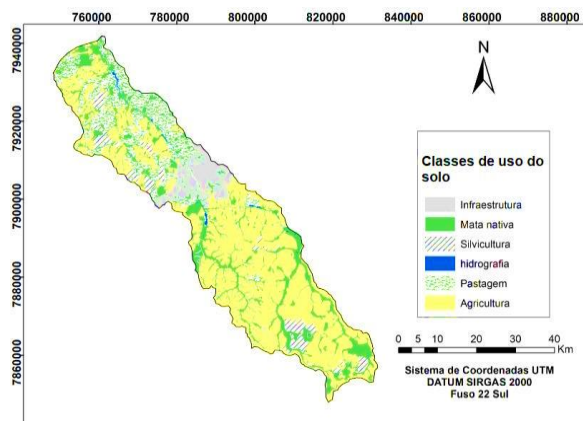 760000 780000 800000 820000 840000 860000 880000
7940000
7920000
7900000
7880000
7860000
N
Classes de uso do
solo
Infraestrutura
Mata nativa
Silvicultura
hidrografia
Pastagem
Agricultura
0 5 10 20 30 40
Km
Sistema de Coordenadas UTM
DATUM SIRGAS 2000
Fuso 22 Sul